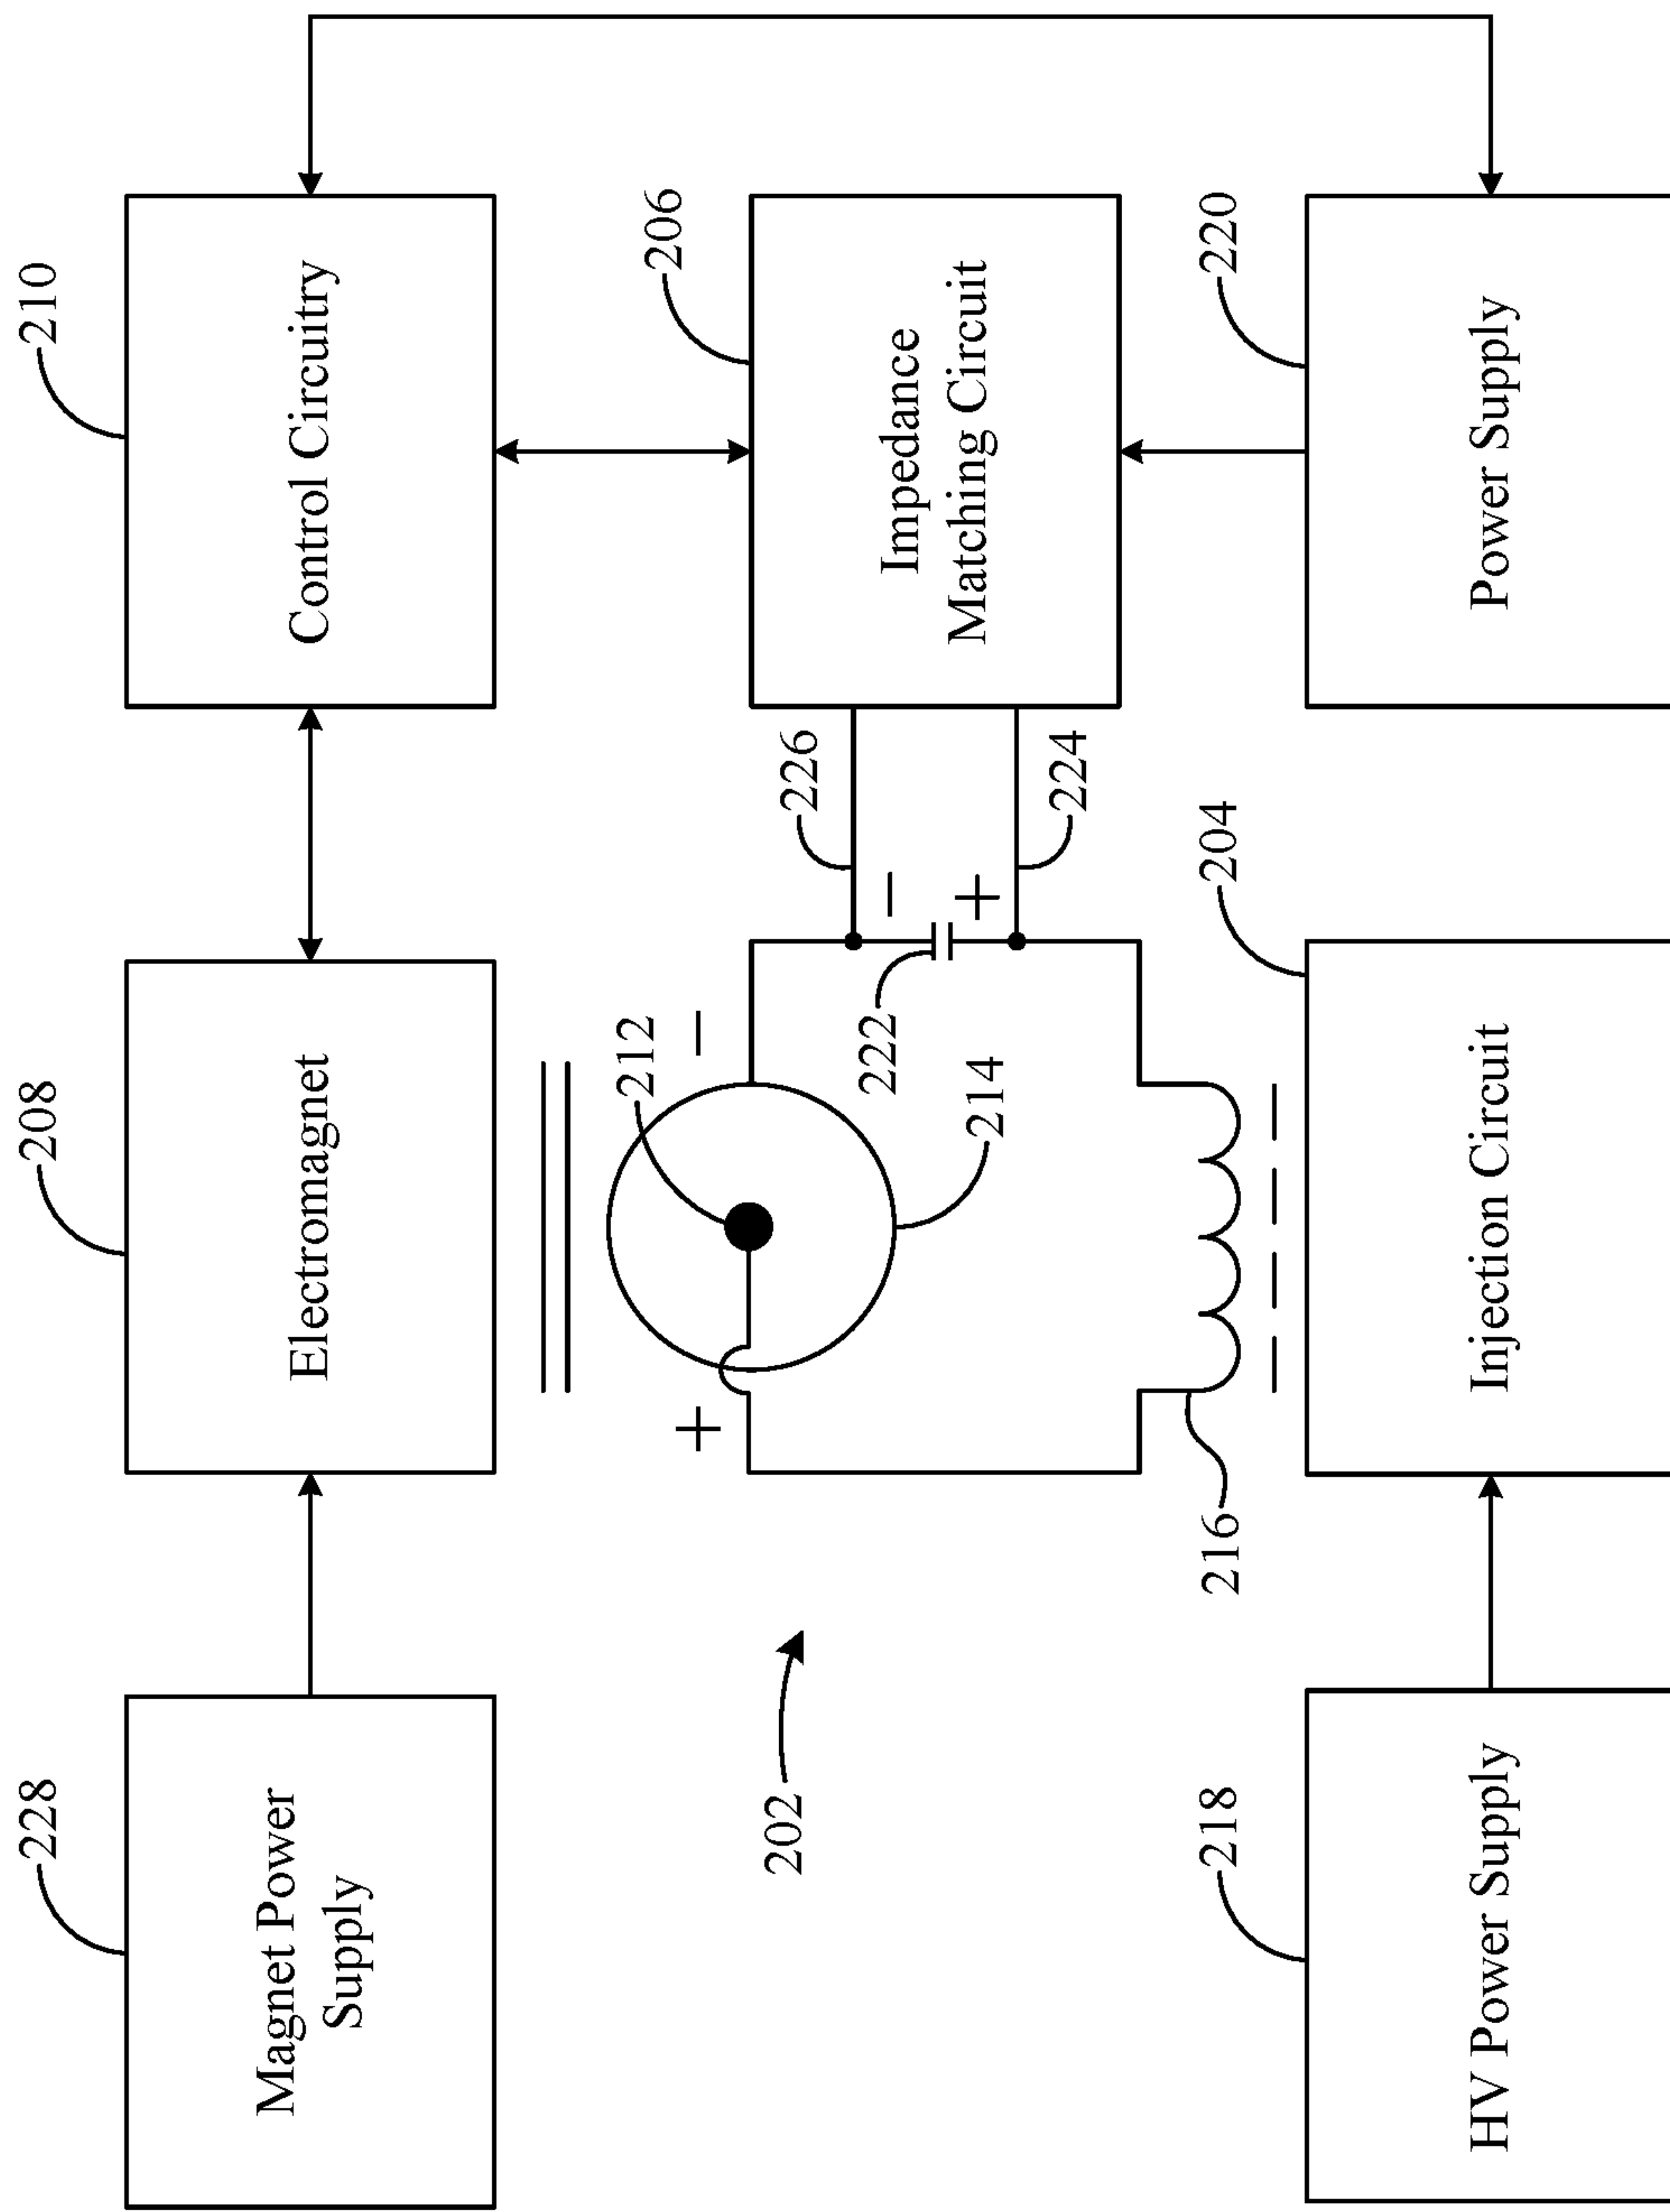 228
208
210
Magnet Power
Supply
Electromagnet
Control Circuitry
+
212
−
206
202
226
−
Impedance
Matching Circuit
222
+
214
224
216
218
204
220
HV Power Supply
Injection Circuit
Power Supply